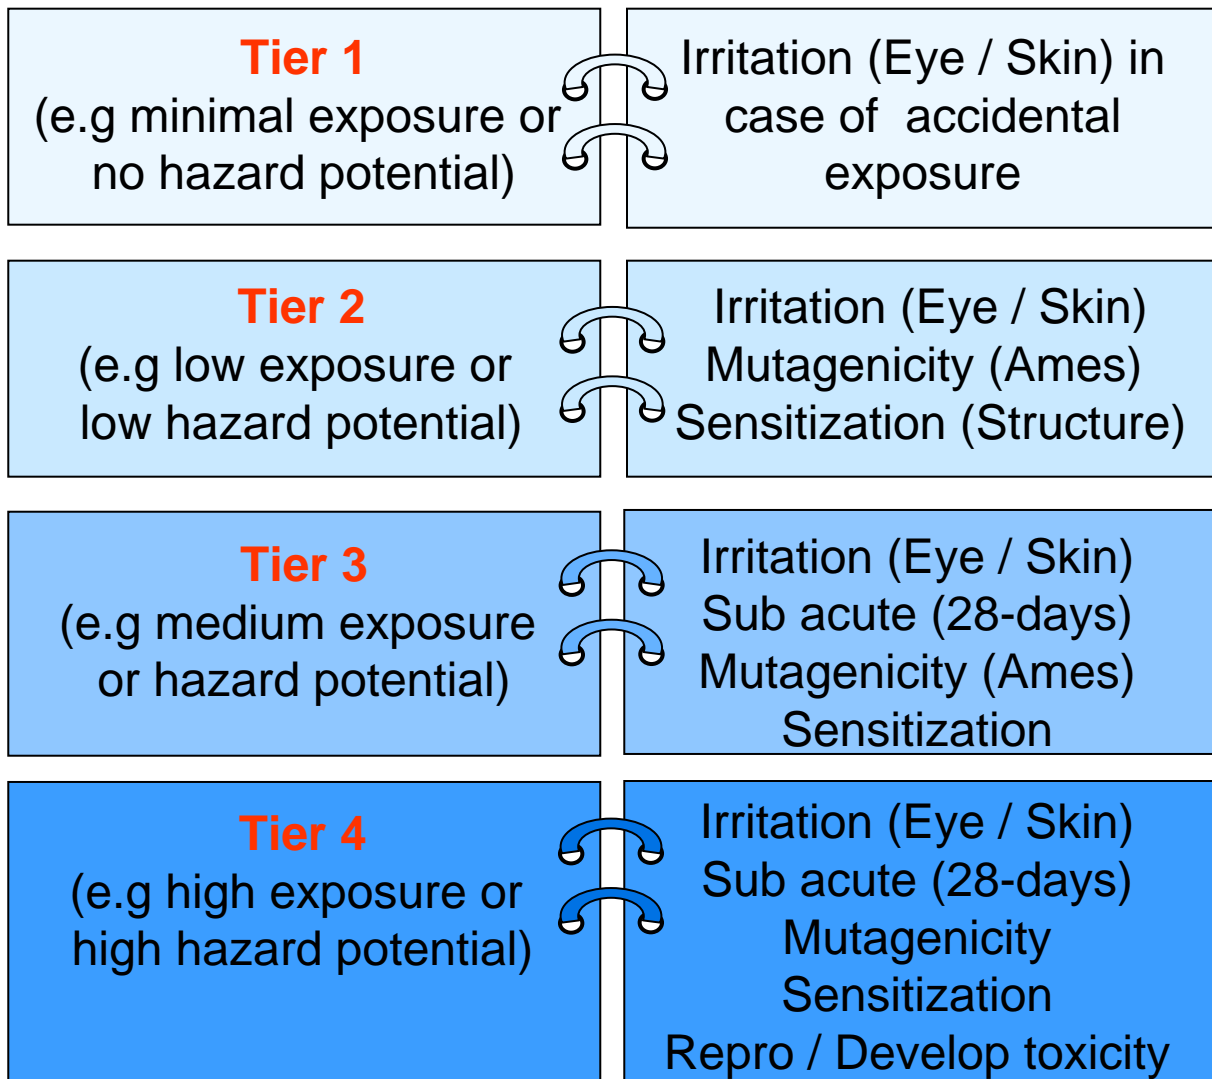 Tier 1
(e.g minimal exposure or
no hazard potential)
Irritation (Eye / Skin) in
case of accidental
exposure
Tier 2
(e.g low exposure or
low hazard potential)
Irritation (Eye / Skin)
Mutagenicity (Ames)
Sensitization (Structure)
Tier 3
(e.g medium exposure
or hazard potential)
Irritation (Eye / Skin)
Sub acute (28-days)
Mutagenicity (Ames)
Sensitization
Tier 4
(e.g high exposure or
high hazard potential)
Irritation (Eye / Skin)
Sub acute (28-days)
Mutagenicity
Sensitization
Repro / Develop toxicity